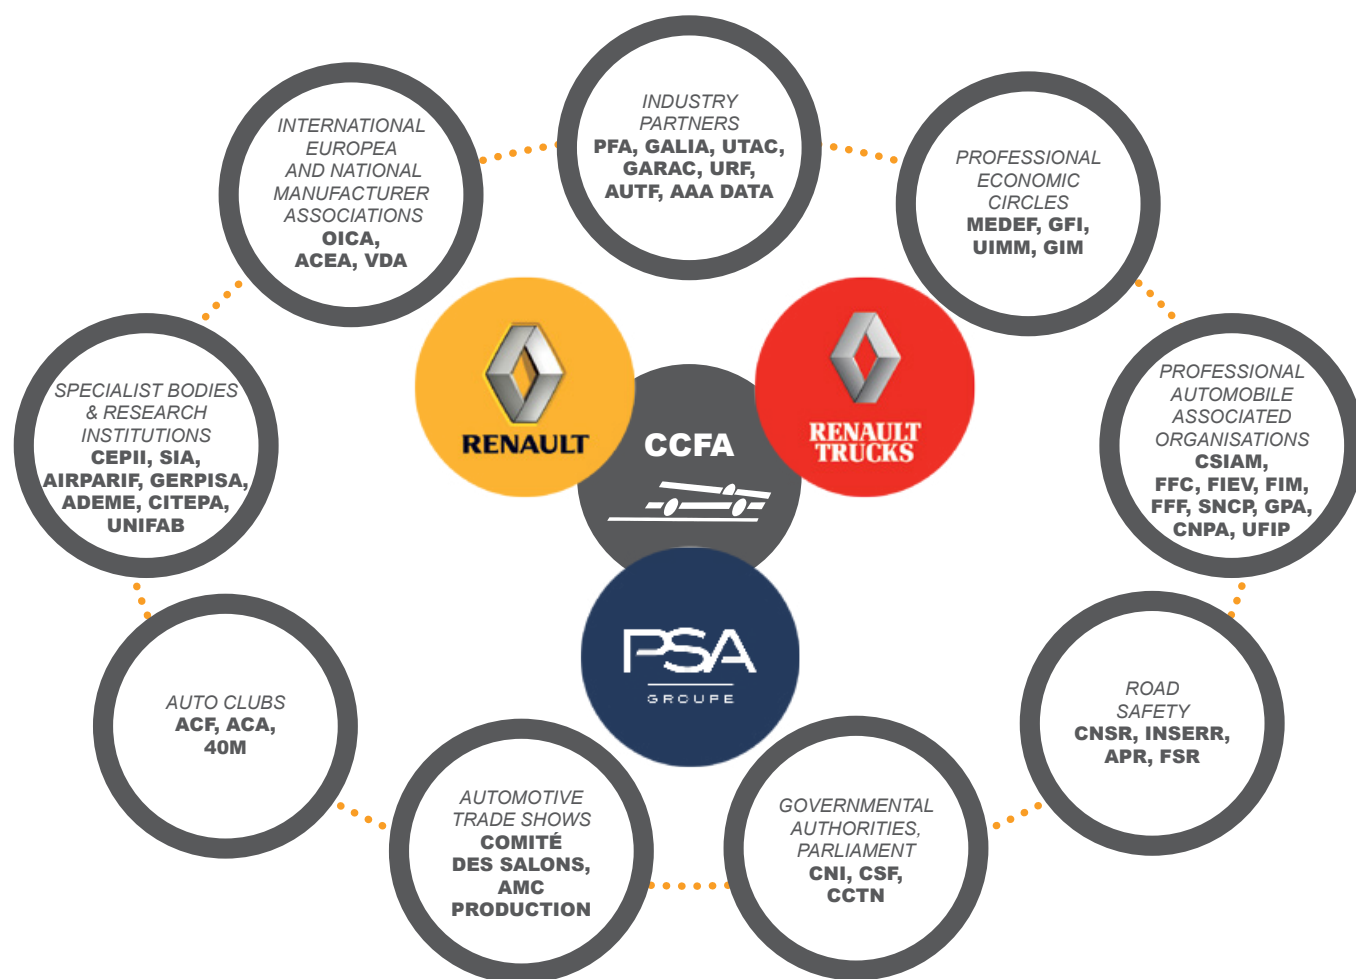 INDUSTRY
PARTNERS
PFA, GALIA, UTAC,
GARAC, URF,
AUTF, AAA DATA
INTERNATIONAL
EUROPEA
AND NATIONAL
MANUFACTURER
ASSOCIATIONS
OICA,
ACEA, VDA
PROFESSIONAL
ECONOMIC
CIRCLES
MEDEF, GFI,
UIMM, GIM
SPECIALIST BODIES
& RESEARCH
INSTITUTIONS
CEPII, SIA,
AIRPARIF, GERPISA,
ADEME, CITEPA,
UNIFAB
RENAULT
CCFA
RENAULT
TRUCKS
PROFESSIONAL
AUTOMOBILE
ASSOCIATED
ORGANISATIONS
CSIAM,
FFC, FIEV, FIM,
FFF, SNCP, GPA,
CNPA, UFIP
PSA
GROUPE
AUTO CLUBS
ACF, ACA,
40M
ROAD
SAFETY
CNSR, INSERR,
APR, FSR
AUTOMOTIVE
TRADE SHOWS
COMITÉ
DES SALONS,
AMC
PRODUCTION
GOVERNMENTAL
AUTHORITIES,
PARLIAMENT
CNI, CSF,
CCTN